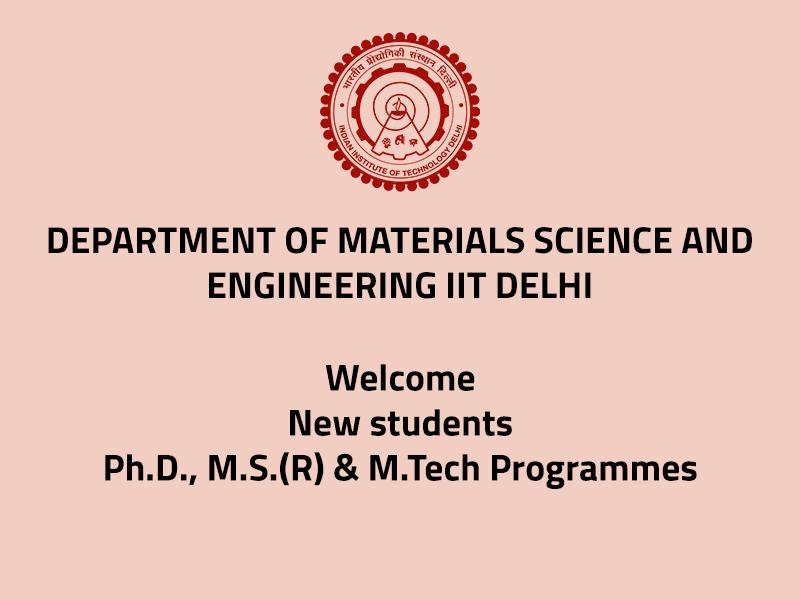 भारतीय प्रौद्योगिकी संस्थान दिल्ली
INDIAN INSTITUTE OF TECHNOLOGY DELHI
DEPARTMENT OF MATERIALS SCIENCE AND
ENGINEERING IIT DELHI
Welcome
New students
Ph.D., M.S.(R) & M.Tech Programmes